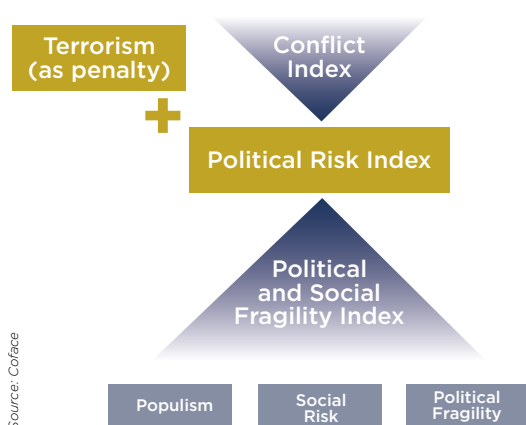 Terrorism
(as penalty)
Conflict
Index
+
Political Risk Index
Political
and Social
Fragility Index
Populism
Social
Risk
Political
Fragility
Source: Coface